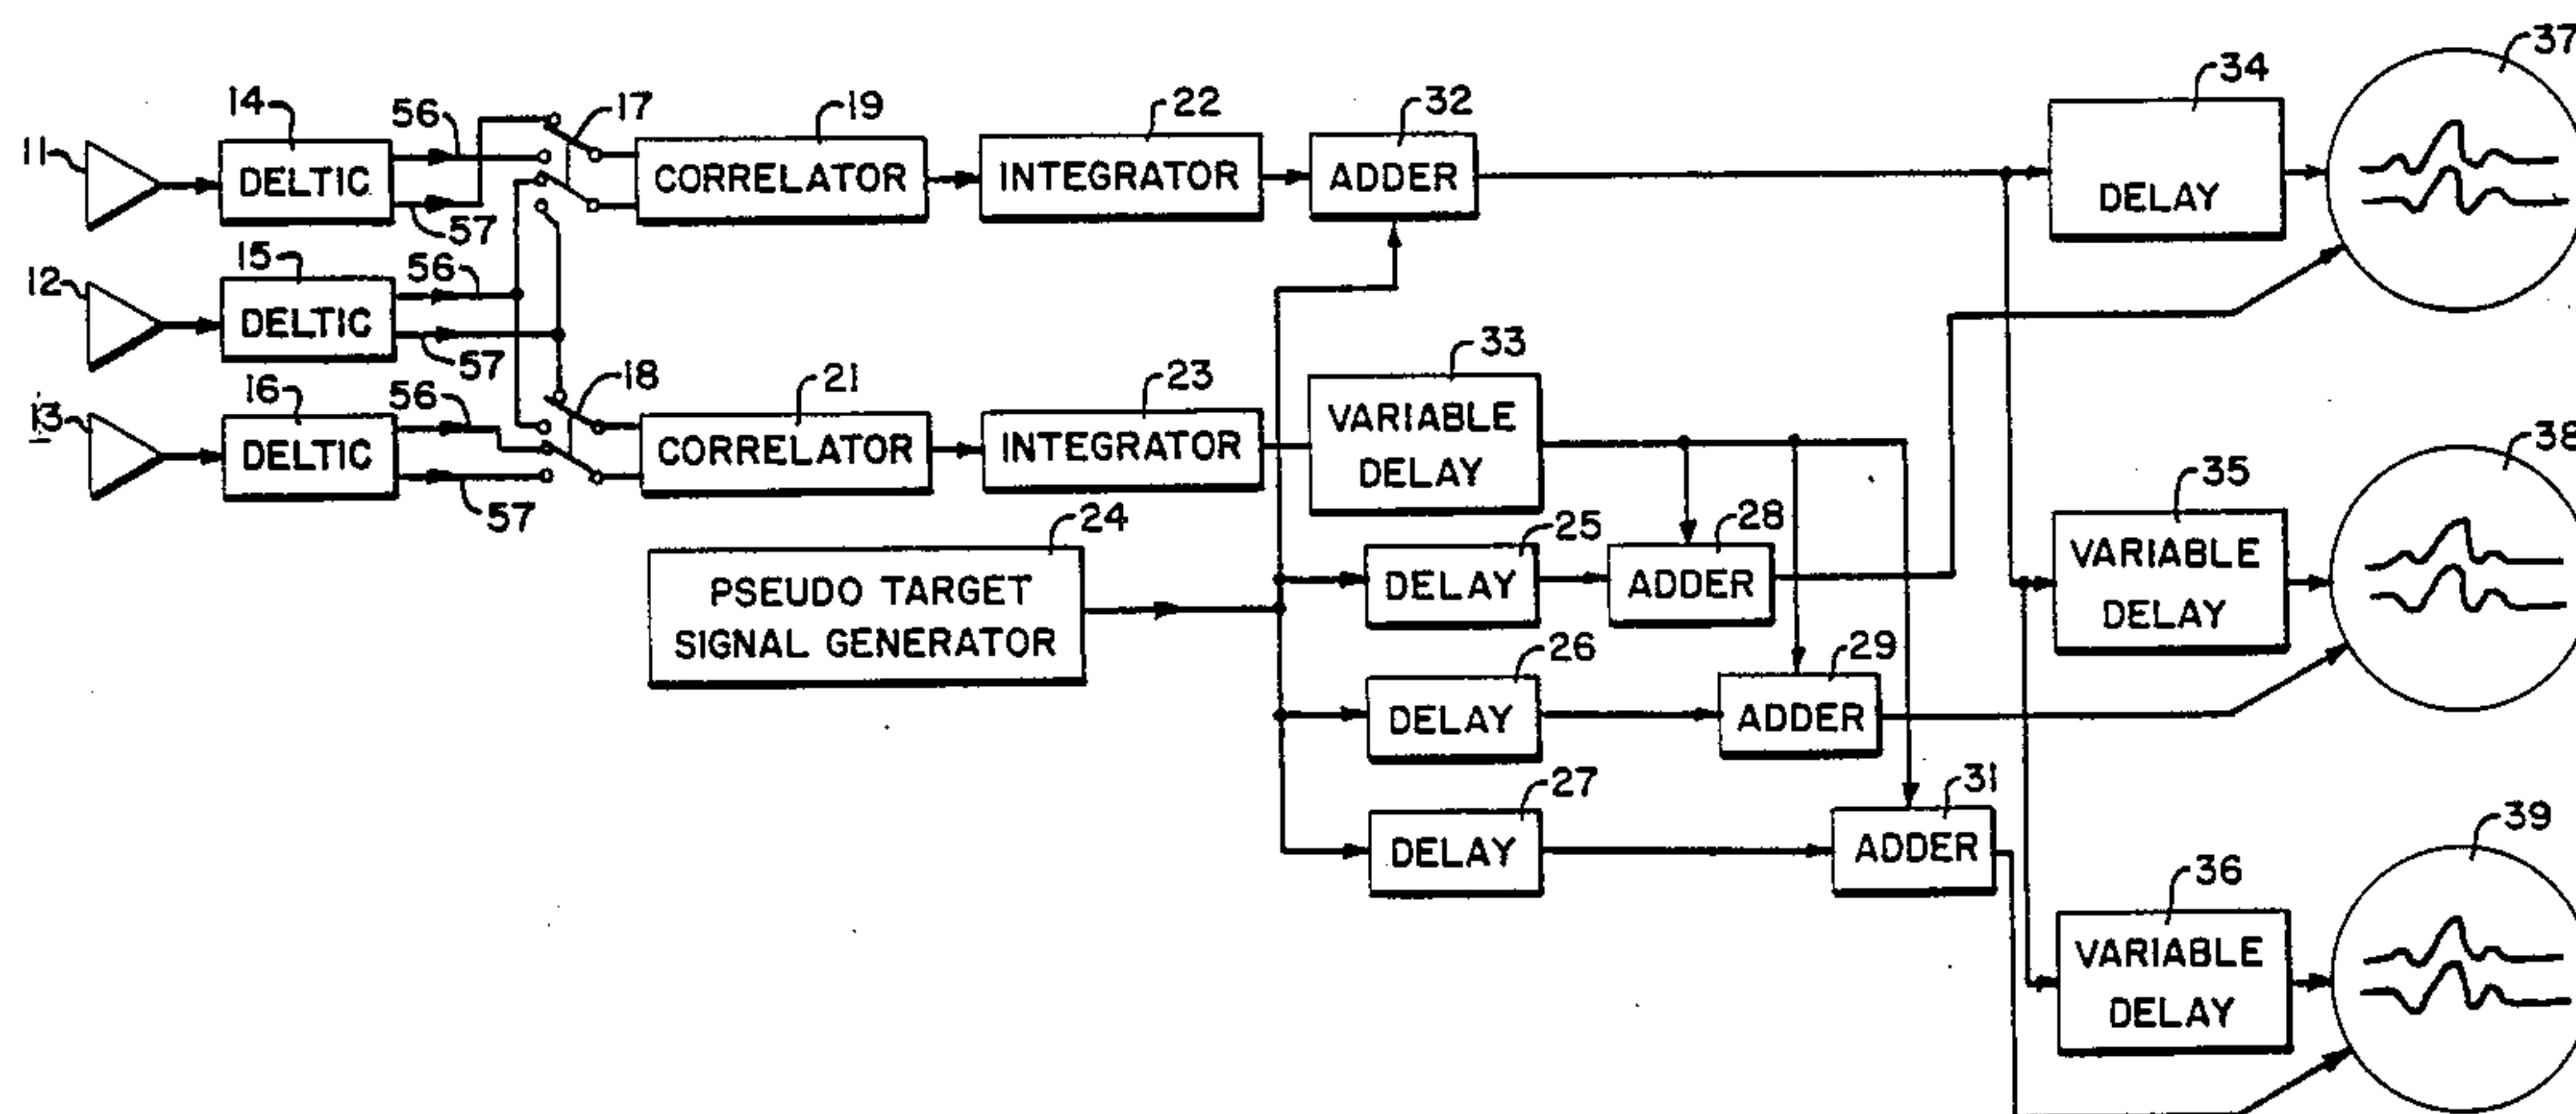 11
14
DELTIC
56
57
17
19
CORRELATOR
22
INTEGRATOR
32
ADDER
34
DELAY
37
12
15
DELTIC
56
57
13
16
DELTIC
56
57
18
21
CORRELATOR
23
INTEGRATOR
33
VARIABLE
DELAY
24
PSEUDO TARGET
SIGNAL GENERATOR
25
DELAY
28
ADDER
26
DELAY
29
ADDER
27
DELAY
31
ADDER
35
VARIABLE
DELAY
38
36
VARIABLE
DELAY
39